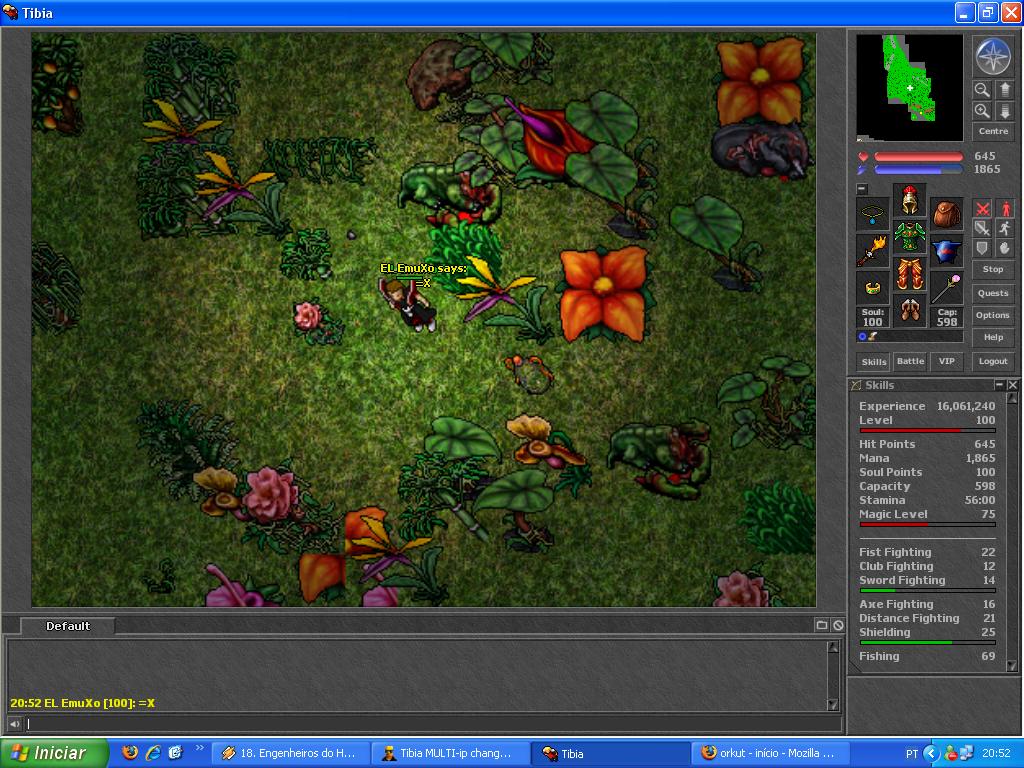 Tibia
Centre
645
1865
EL EmuXo says:
=X
Soul:
100
Cap:
598
Stop
Quests
Options
Help
Skills
Battle
VIP
Logout
Skills
Experience 16,061,240
Level 100
Hit Points 645
Mana 1,865
Soul Points 100
Capacity 598
Stamina 56:00
Magic Level 75
Fist Fighting 22
Club Fighting 12
Sword Fighting 14
Axe Fighting 16
Distance Fighting 21
Shielding 25
Fishing 69
Default
20:52 EL EmuXo [100]: =X
Iniciar
18. Engenheiros do H...
Tibia MULTI-ip chang...
Tibia
orkut - início - Mozilla ...
PT
20:52